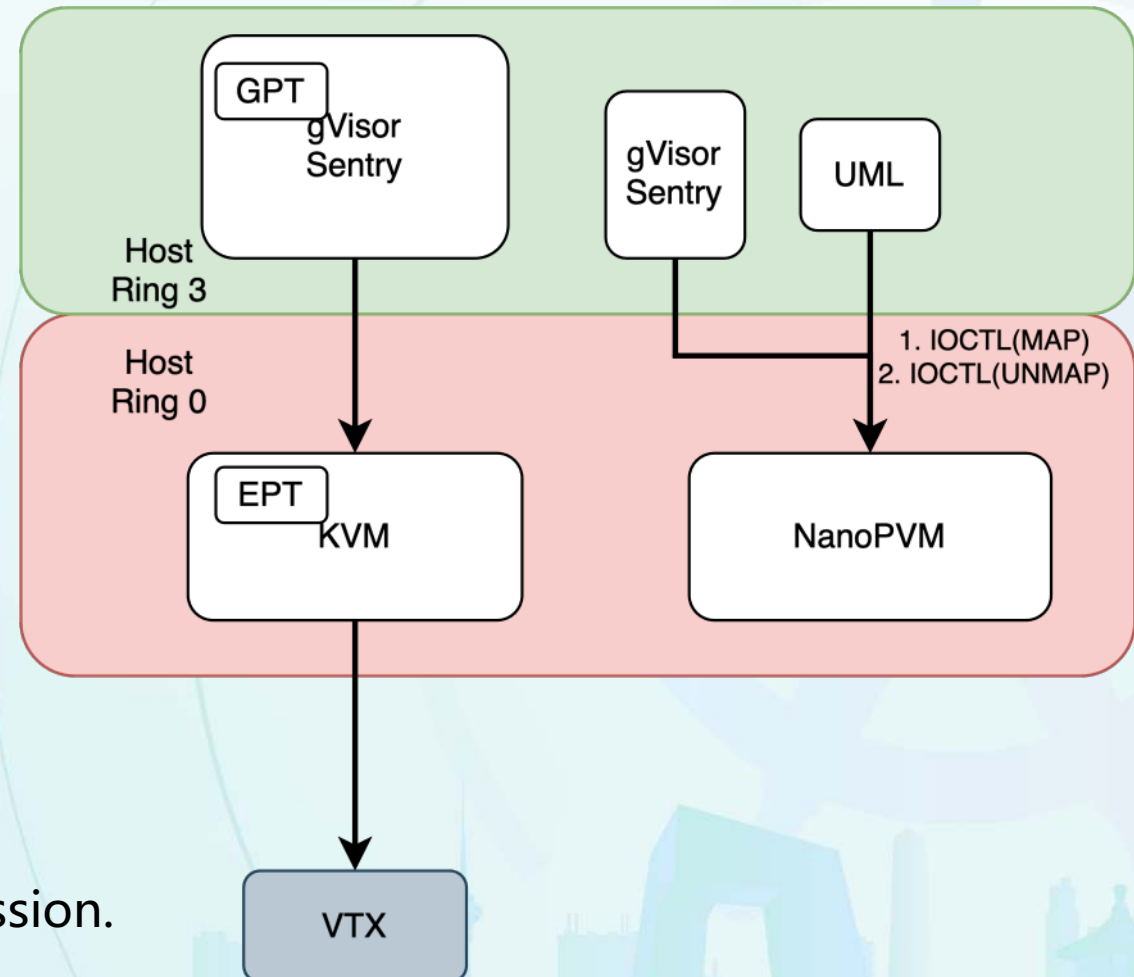 GPT
gVisor
Sentry
gVisor
Sentry
UML
Host
Ring 3
Host
Ring 0
1. IOCTL(MAP)
2. IOCTL(UNMAP)
EPT
KVM
NanoPVM
ssion.
VTX